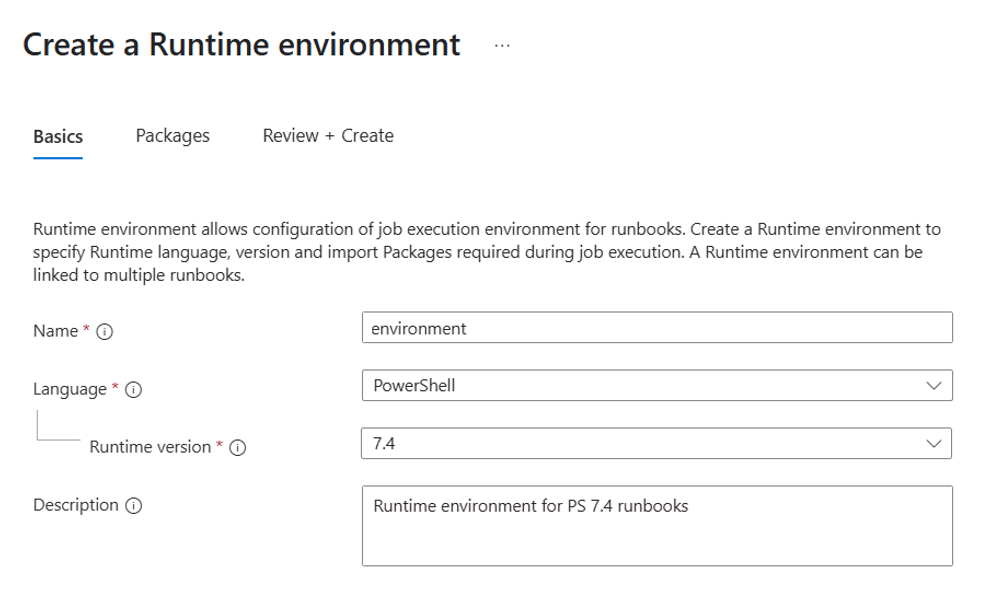 Create a Runtime environment ...
Basics Packages Review + Create
Runtime environment allows configuration of job execution environment for runbooks. Create a Runtime environment to
specify Runtime language, version and import Packages required during job execution. A Runtime environment can be
linked to multiple runbooks.
Name * environment
Language * PowerShell
Runtime version * 7.4
Description Runtime environment for PS 7.4 runbooks